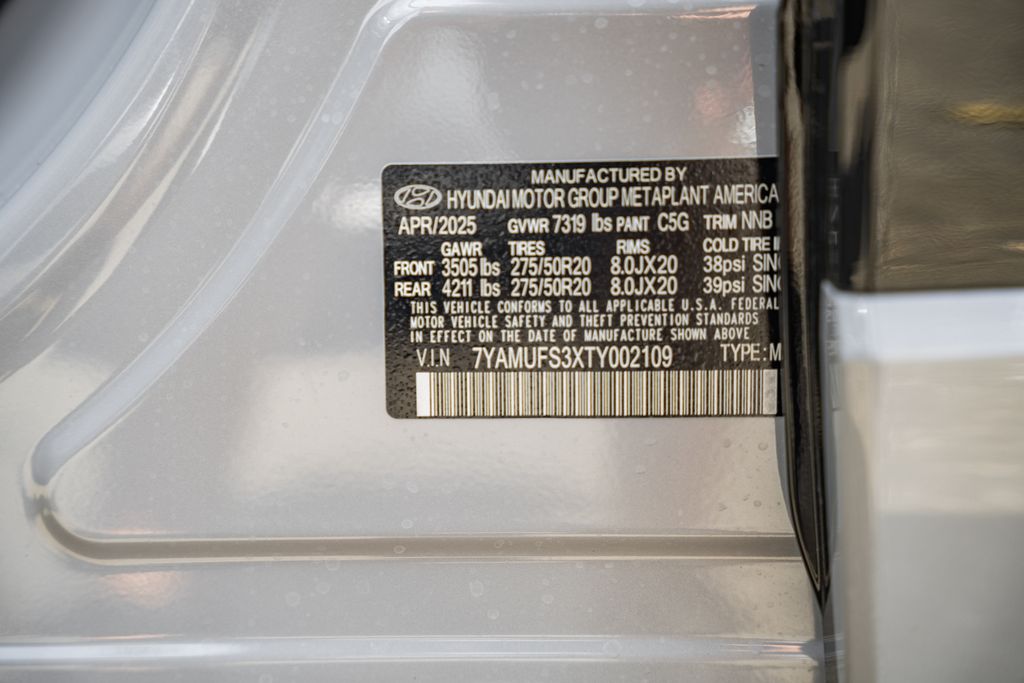 MANUFACTURED BY
HYUNDAI MOTOR GROUP METAPLANT AMERICA
APR/2025 GVWR 7319 lbs PAINT C5G TRIM NNB
GAWR TIRES RIMS COLD TIRE
FRONT 3505 lbs 275/50R20 8.0JX20 38psi SING
REAR 4211 lbs 275/50R20 8.0JX20 39psi SING
THIS VEHICLE CONFORMS TO ALL APPLICABLE U.S.A. FEDERAL
MOTOR VEHICLE SAFETY AND THEFT PREVENTION STANDARDS
IN EFFECT ON THE DATE OF MANUFACTURE SHOWN ABOVE
V.I.N 7YAMUFS3XTY002109 TYPE: M